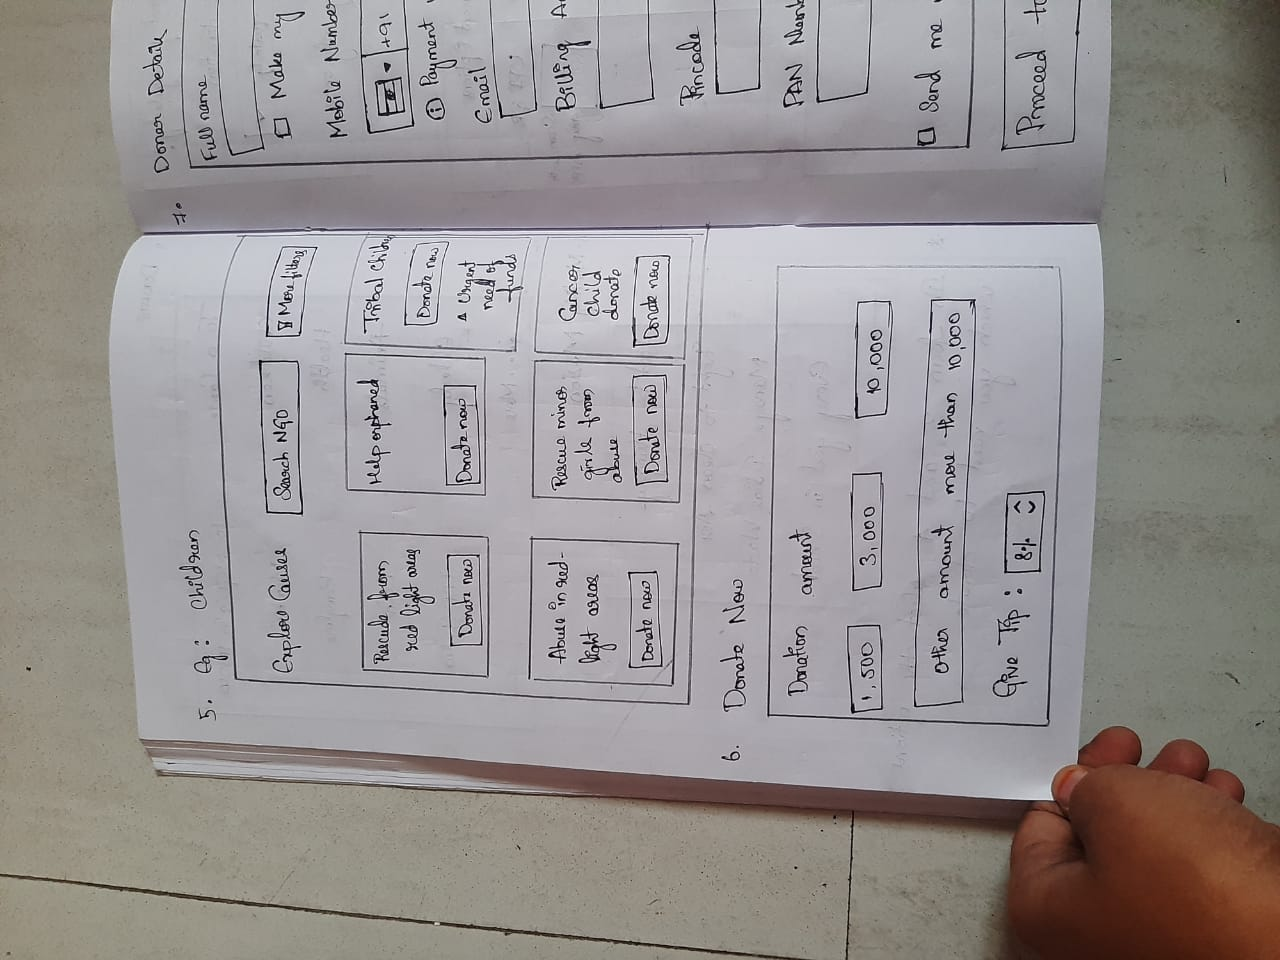 5. Eg: Children
Explore Causes
Search NGO
More filters
Rescude from
red light areas
Donate now
Help orphaned
Donate now
Tribal
Donate now
Urgent
need of
funds
Abuse in red-
light areas
Donate now
Rescue minor
girls from
abuse
Donate now
Cancer
child
donate
Donate now
6. Donate Now
Donation amount
1,500
3,000
10,000
Other amount more than 10,000
Give Tip: 8%
7. Donor Details
Full name
Make my
Mobile Number
+91
Payment
Email
Billing
Pincode
PAN
Send me
Proceed to